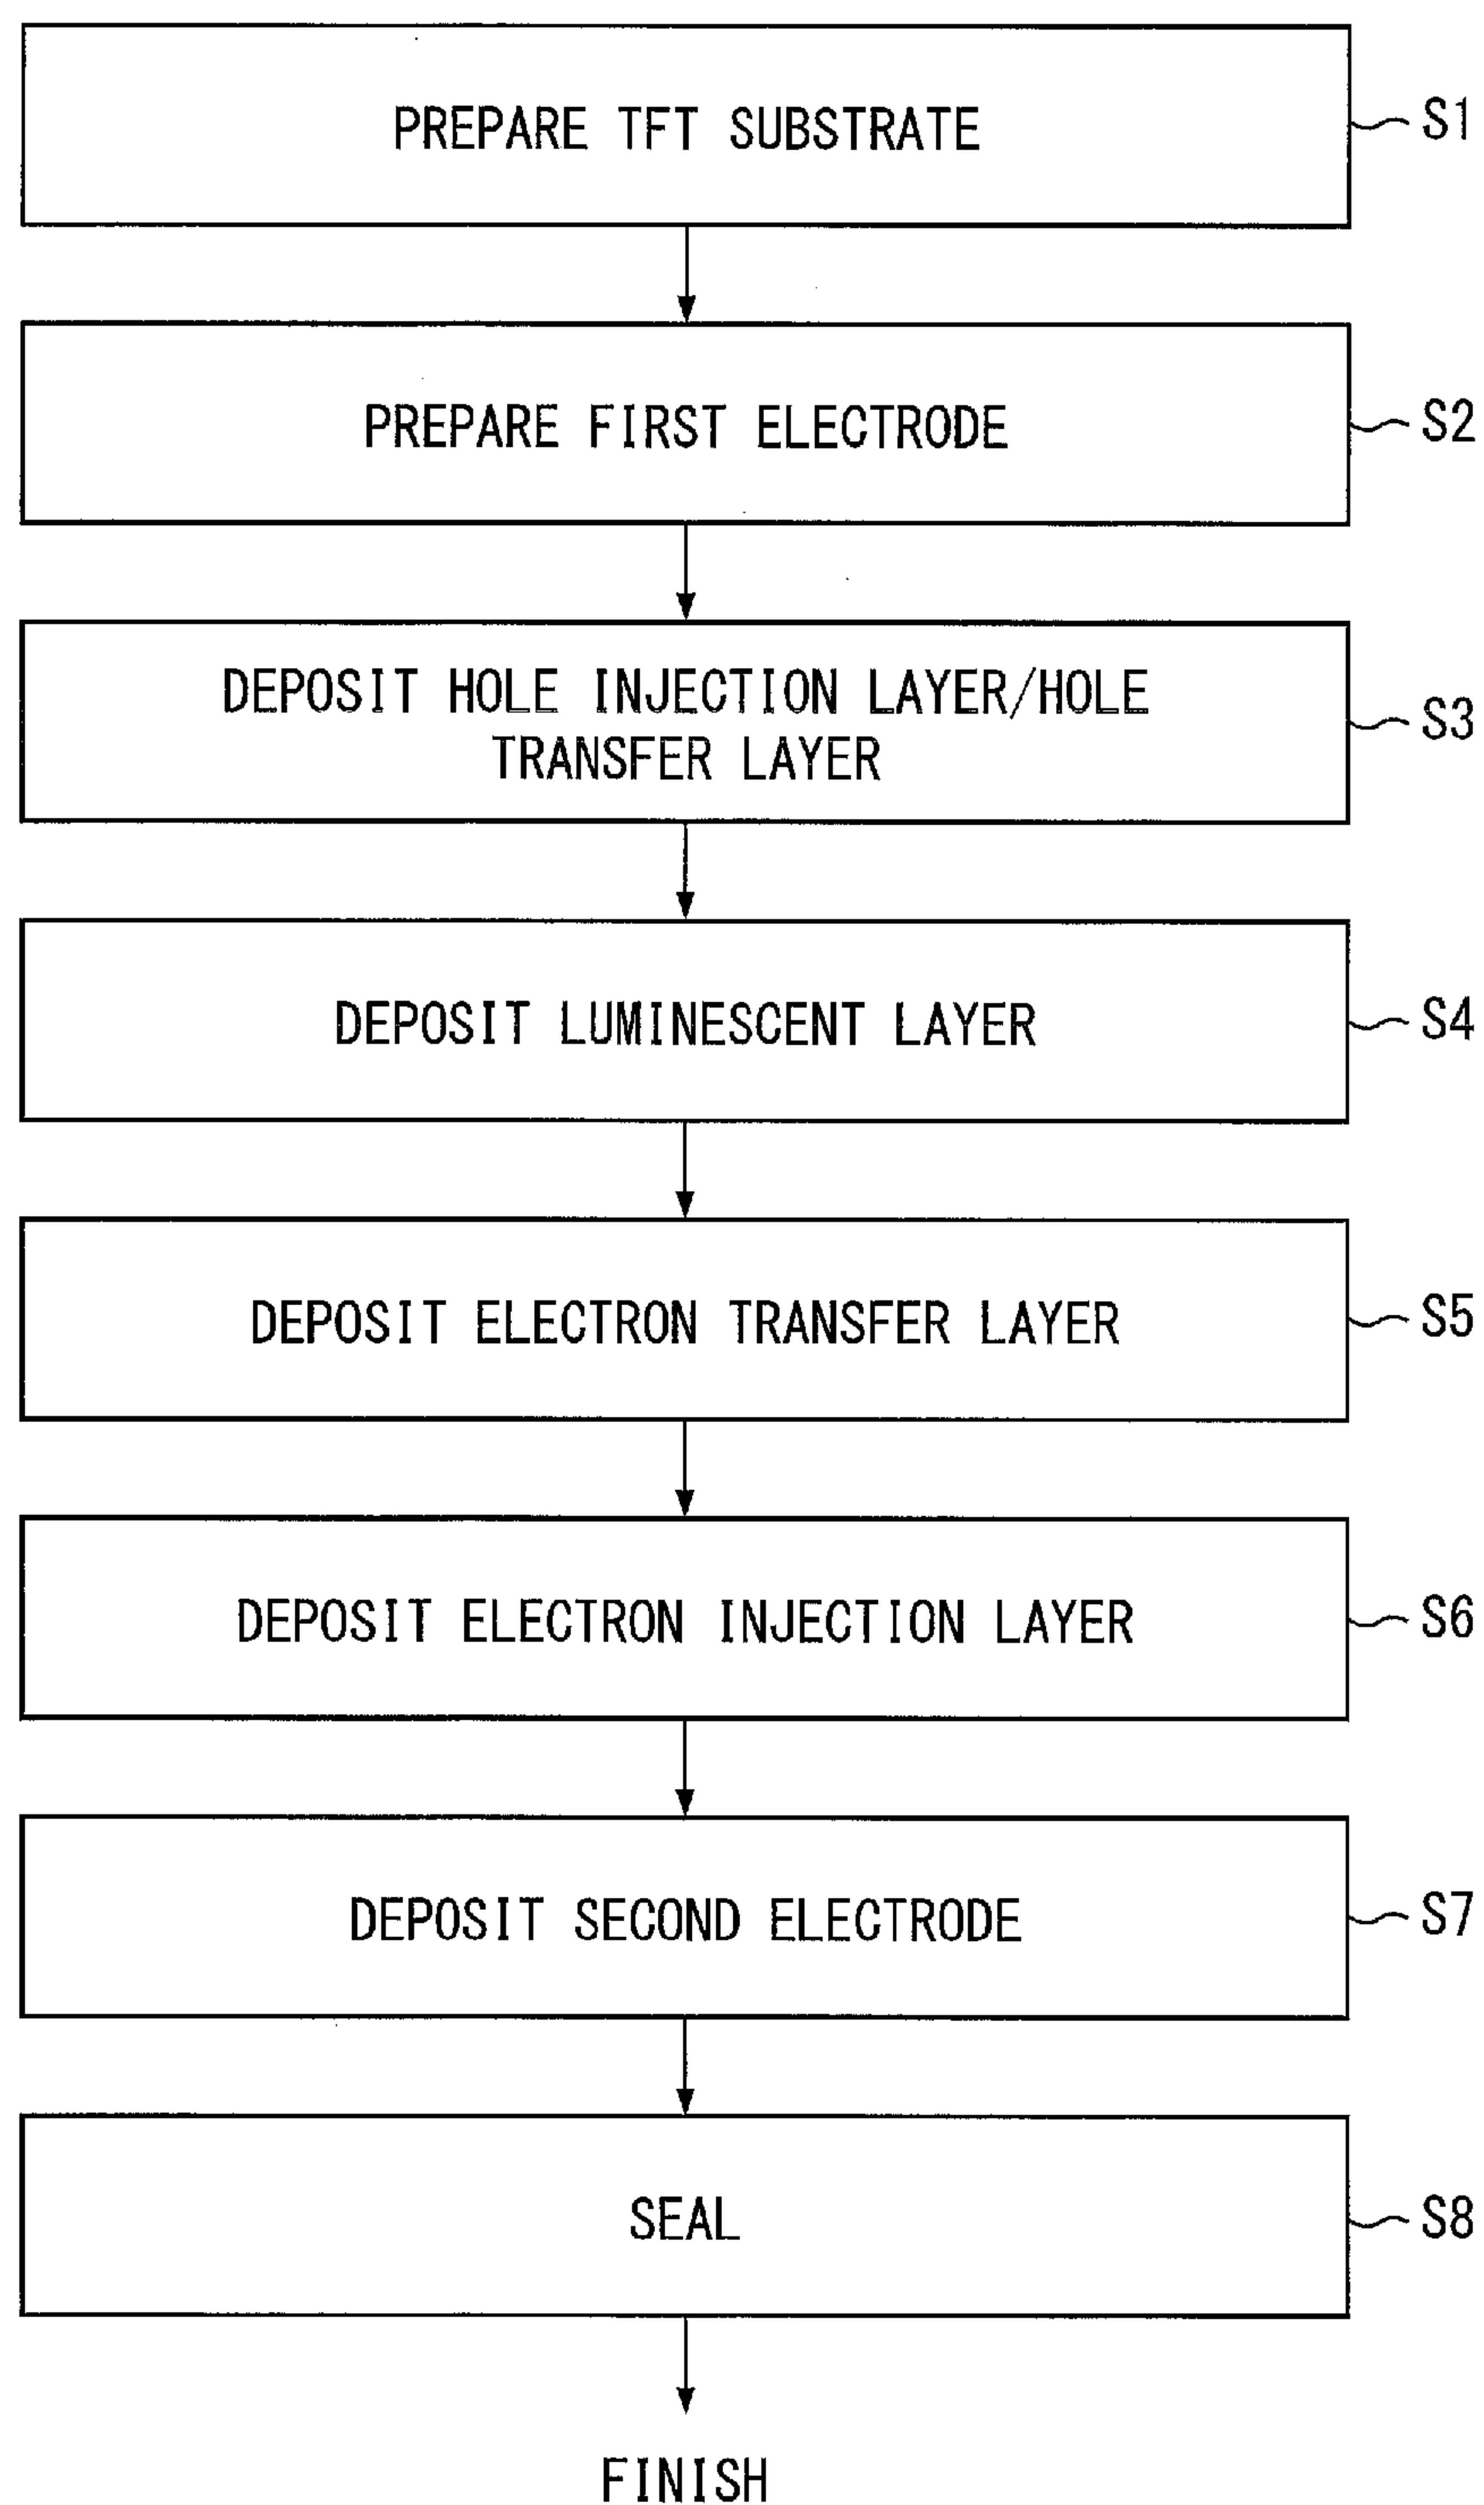 PREPARE TFT SUBSTRATE
S1
PREPARE FIRST ELECTRODE
S2
DEPOSIT HOLE INJECTION LAYER/HOLE
TRANSFER LAYER
S3
DEPOSIT LUMINESCENT LAYER
S4
DEPOSIT ELECTRON TRANSFER LAYER
S5
DEPOSIT ELECTRON INJECTION LAYER
S6
DEPOSIT SECOND ELECTRODE
S7
SEAL
S8
FINISH